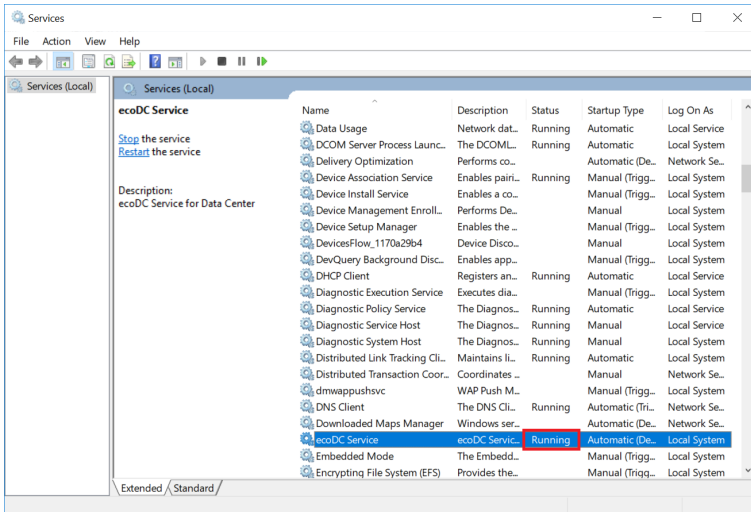 Services
File Action View Help
Services (Local)
Services (Local)
ecoDC Service
Stop the service
Restart the service
Description:
ecoDC Service for Data Center
Name Description Status Startup Type Log On As
Data Usage Network dat... Running Automatic Local Service
DCOM Server Process Launc... The DCOML... Running Automatic Local System
Delivery Optimization Performs co... Automatic (De... Network Se...
Device Association Service Enables pairi... Running Manual (Trigg... Local System
Device Install Service Enables a co... Manual (Trigg... Local System
Device Management Enroll... Performs De... Manual Local System
Device Setup Manager Enables the ... Manual (Trigg... Local System
DevicesFlow_1170a29b4 Device Disco... Manual Local System
DevQuery Background Disc... Enables app... Manual (Trigg... Local System
DHCP Client Registers an... Running Automatic Local Service
Diagnostic Execution Service Executes dia... Manual (Trigg... Local System
Diagnostic Policy Service The Diagnos... Running Automatic Local Service
Diagnostic Service Host The Diagnos... Running Manual Local Service
Diagnostic System Host The Diagnos... Running Manual Local System
Distributed Link Tracking Cli... Maintains li... Running Automatic Local System
Distributed Transaction Coor... Coordinates ... Manual Network Se...
dmwappushsvc WAP Push M... Manual (Trigg... Local System
DNS Client The DNS Cli... Running Automatic (Tri... Network Se...
Downloaded Maps Manager Windows ser... Automatic (De... Network Se...
ecoDC Service ecoDC Servic... Running Automatic (De... Local System
Embedded Mode The Embedd... Manual (Trigg... Local System
Encrypting File System (EFS) Provides the... Manual (Trigg... Local System
Extended Standard